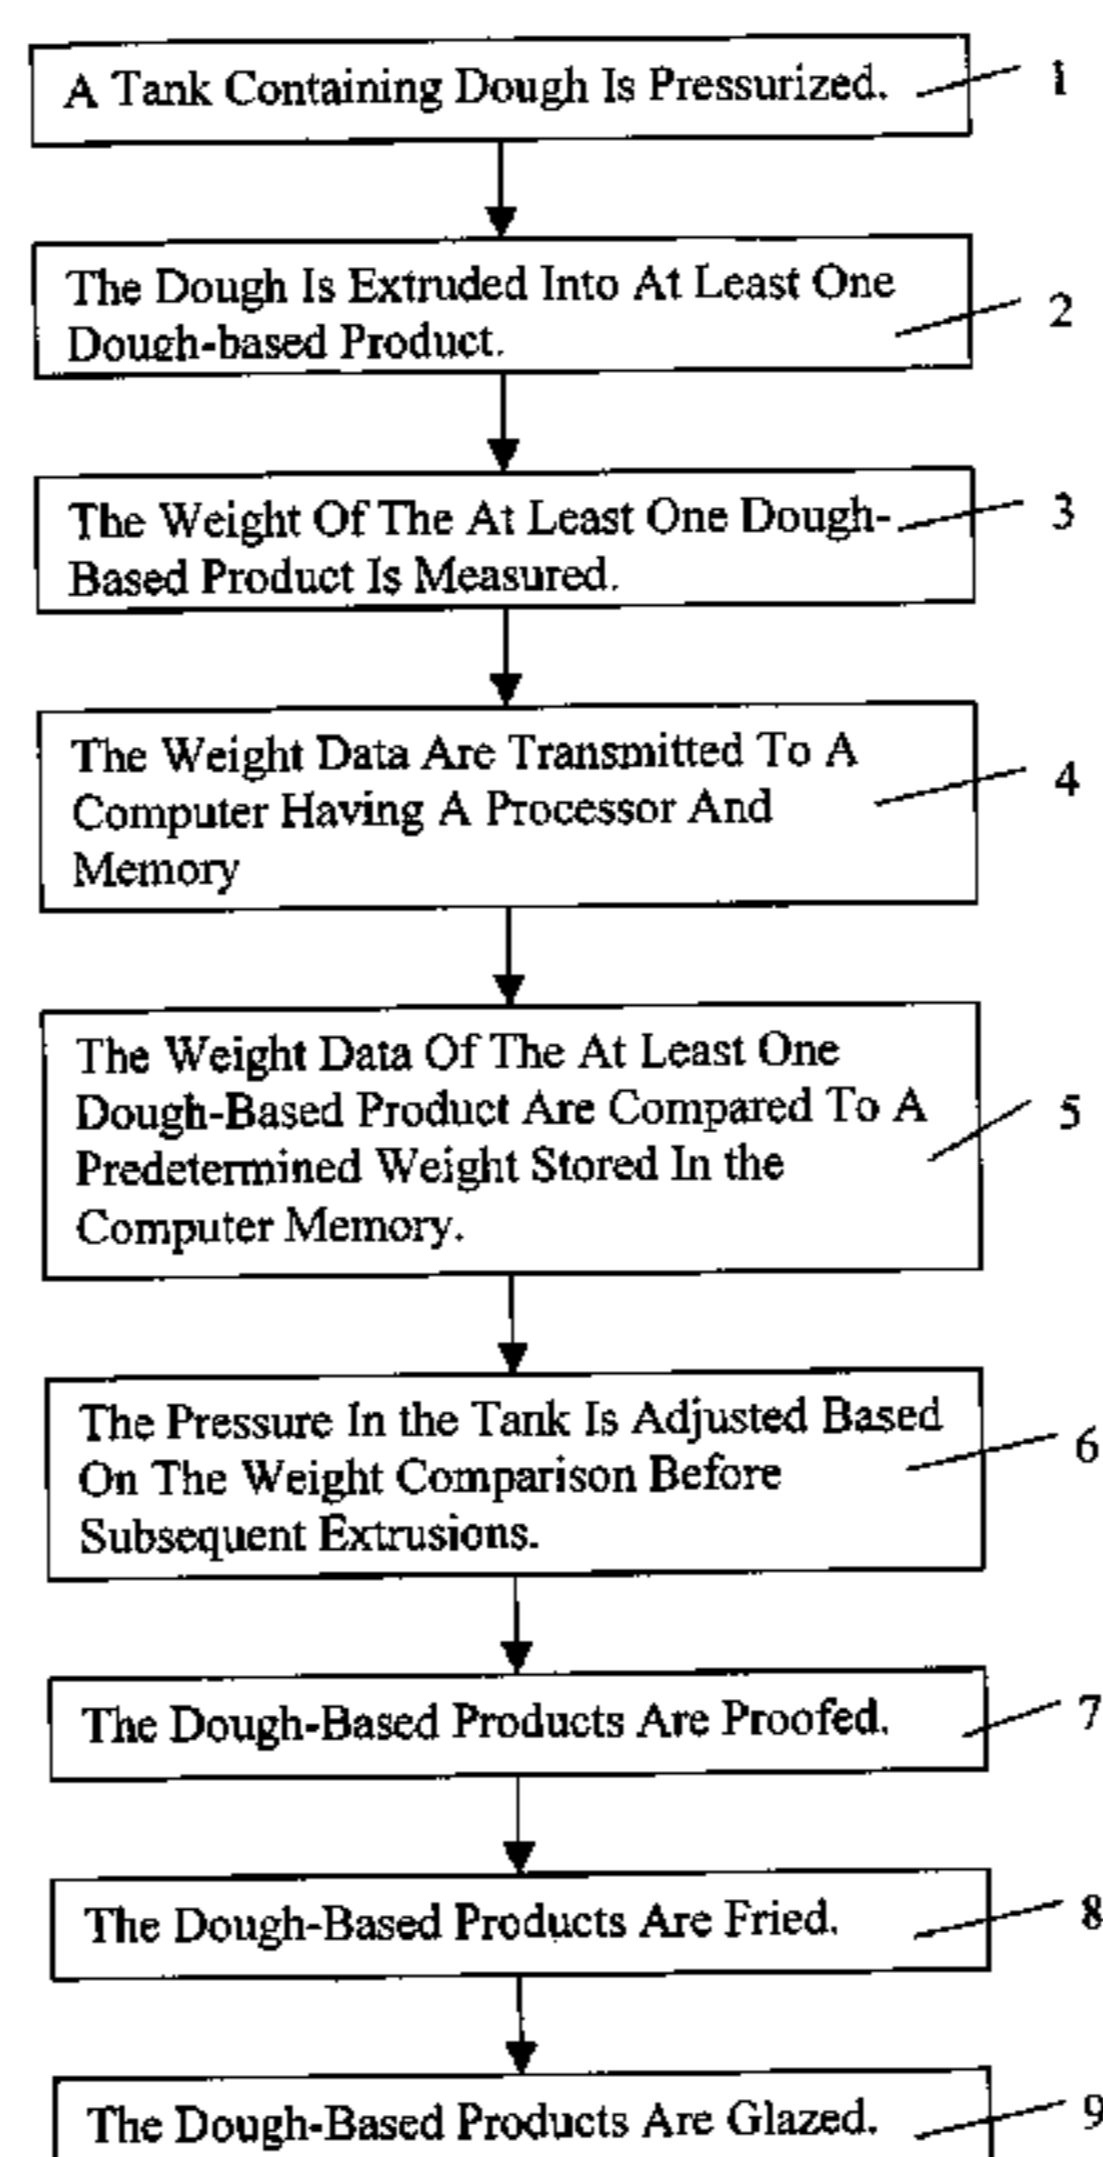 A Tank Containing Dough Is Pressurized.
1
The Dough Is Extruded Into At Least One
Dough-based Product.
2
The Weight Of The At Least One Dough-
Based Product Is Measured.
3
The Weight Data Are Transmitted To A
Computer Having A Processor And
Memory
4
The Weight Data Of The At Least One
Dough-Based Product Are Compared To A
Predetermined Weight Stored In the
Computer Memory.
5
The Pressure In the Tank Is Adjusted Based
On The Weight Comparison Before
Subsequent Extrusions.
6
The Dough-Based Products Are Proofed.
7
The Dough-Based Products Are Fried.
8
The Dough-Based Products Are Glazed.
9